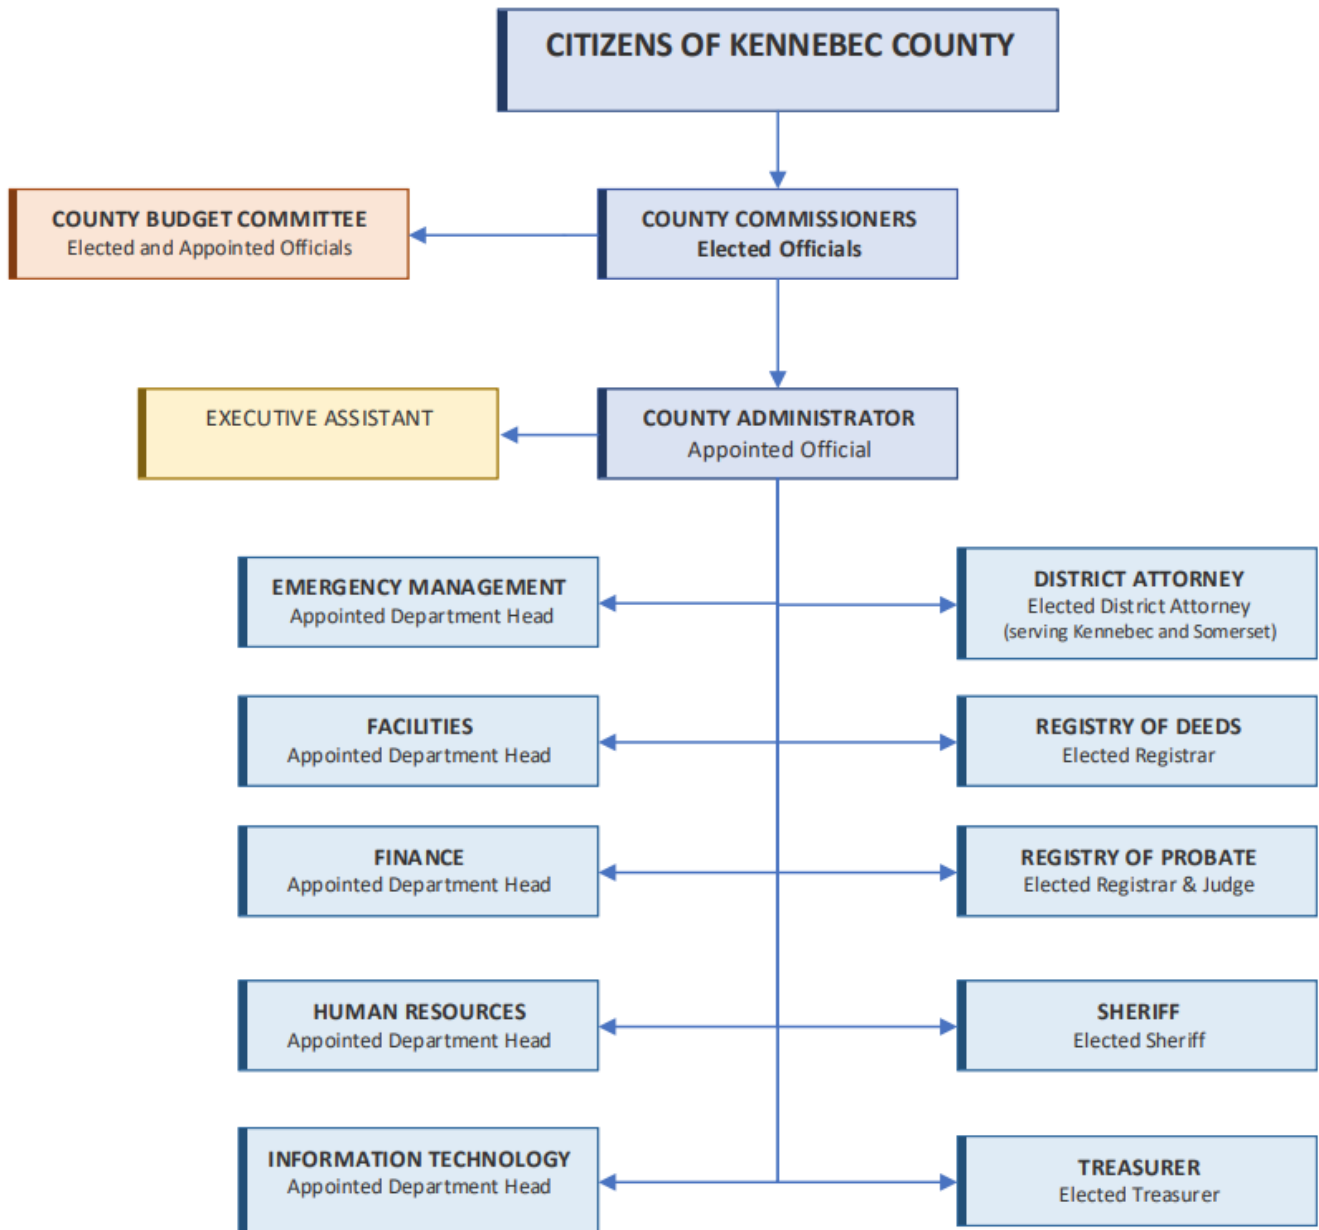 CITIZENS OF KENNEBEC COUNTY
COUNTY BUDGET COMMITTEE
Elected and Appointed Officials
COUNTY COMMISSIONERS
Elected Officials
EXECUTIVE ASSISTANT
COUNTY ADMINISTRATOR
Appointed Official
EMERGENCY MANAGEMENT
Appointed Department Head
DISTRICT ATTORNEY
Elected District Attorney
(serving Kennebec and Somerset)
FACILITIES
Appointed Department Head
REGISTRY OF DEEDS
Elected Registrar
FINANCE
Appointed Department Head
REGISTRY OF PROBATE
Elected Registrar & Judge
HUMAN RESOURCES
Appointed Department Head
SHERIFF
Elected Sheriff
INFORMATION TECHNOLOGY
Appointed Department Head
TREASURER
Elected Treasurer